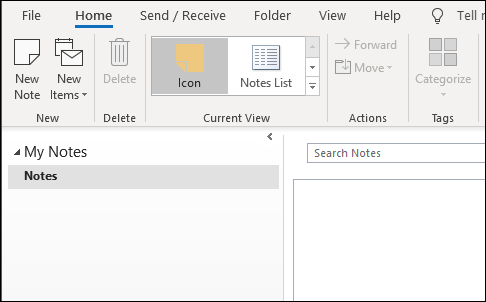 File Home Send / Receive Folder View Help Tell
New Note
New Items
Delete
Icon
Notes List
Forward
Move
Categorize
New
Delete
Current View
Actions
Tags
My Notes
Search Notes
Notes